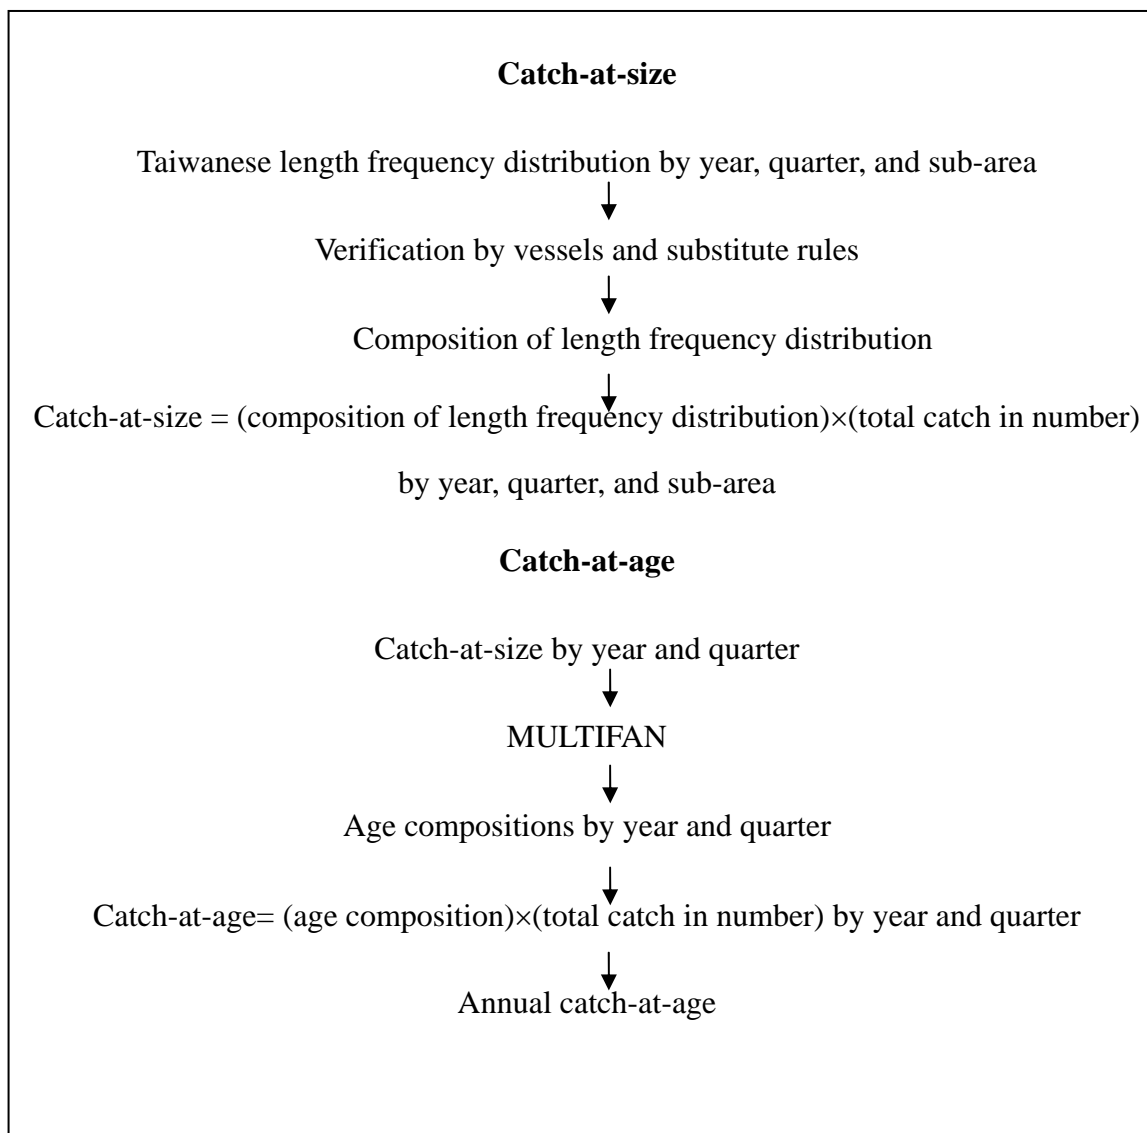 Catch-at-size
Taiwanese length frequency distribution by year, quarter, and sub-area
Verification by vessels and substitute rules
Composition of length frequency distribution
Catch-at-size = (composition of length frequency distribution)×(total catch in number)
by year, quarter, and sub-area
Catch-at-age
Catch-at-size by year and quarter
MULTIFAN
Age compositions by year and quarter
Catch-at-age= (age composition)×(total catch in number) by year and quarter
Annual catch-at-age